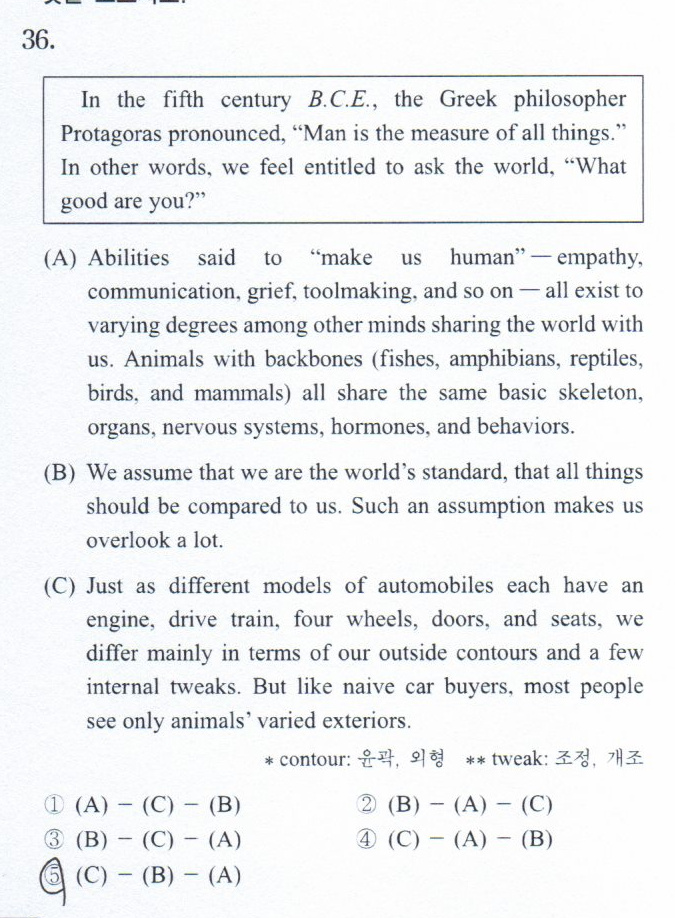 36.
In the fifth century B.C.E., the Greek philosopher
Protagoras pronounced, “Man is the measure of all things.”
In other words, we feel entitled to ask the world, “What
good are you?”
(A) Abilities said to “make us human” — empathy,
communication, grief, toolmaking, and so on — all exist to
varying degrees among other minds sharing the world with
us. Animals with backbones (fishes, amphibians, reptiles,
birds, and mammals) all share the same basic skeleton,
organs, nervous systems, hormones, and behaviors.
(B) We assume that we are the world’s standard, that all things
should be compared to us. Such an assumption makes us
overlook a lot.
(C) Just as different models of automobiles each have an
engine, drive train, four wheels, doors, and seats, we
differ mainly in terms of our outside contours and a few
internal tweaks. But like naive car buyers, most people
see only animals’ varied exteriors.
* contour: 윤곽, 외형 ** tweak: 조정, 개조
① (A) − (C) − (B) ② (B) − (A) − (C)
③ (B) − (C) − (A) ④ (C) − (A) − (B)
⑤ (C) − (B) − (A)